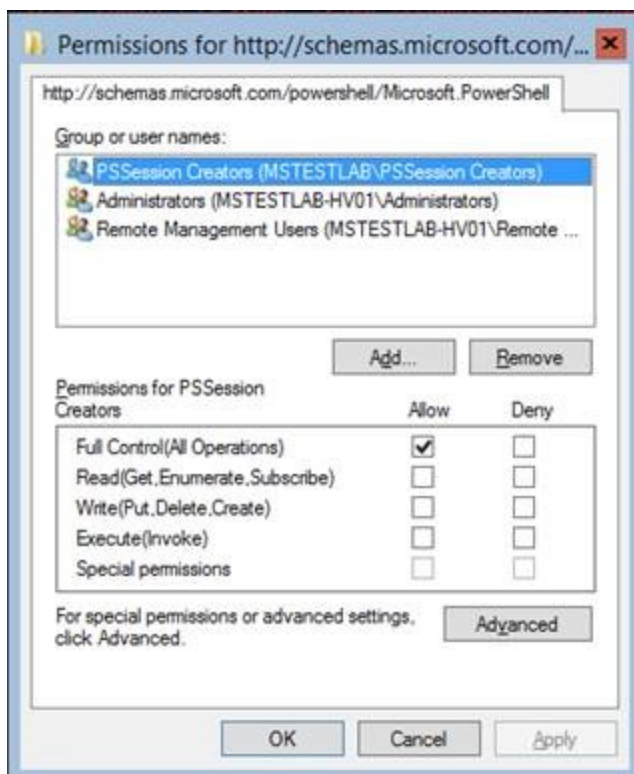 Permissions for http://schemas.microsoft.com/...
http://schemas.microsoft.com/powershell/Microsoft.PowerShell
Group or user names:
PSSession Creators (MSTESTLAB\PSSession Creators)
Administrators (MSTESTLAB-HV01\Administrators)
Remote Management Users (MSTESTLAB-HV01\Remote ...
Add...
Remove
Permissions for PSSession
Creators
Allow
Deny
Full Control(All Operations)
Read(Get,Enumerate,Subscribe)
Write(Put,Delete,Create)
Execute(Invoke)
Special permissions
For special permissions or advanced settings,
click Advanced.
Advanced
OK
Cancel
Apply